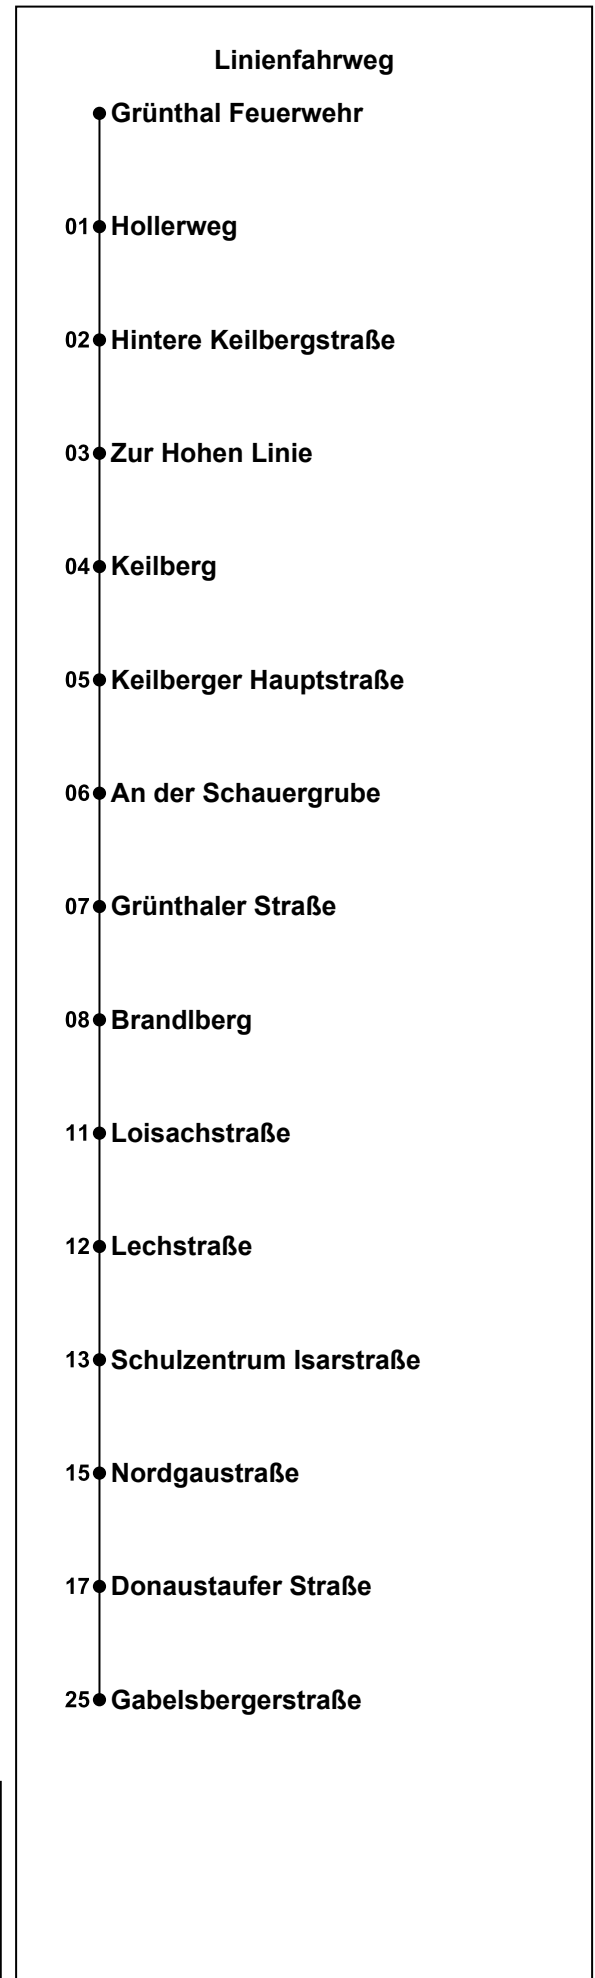 Linienfahrweg
Grünthal Feuerwehr
01 Hollerweg
02 Hintere Keilbergstraße
03 Zur Hohen Linie
04 Keilberg
05 Keilberger Hauptstraße
06 An der Schauergrube
07 Grünthaler Straße
08 Brandlberg
11 Loisachstraße
12 Lechstraße
13 Schulzentrum Isarstraße
15 Nordgaustraße
17 Donaustaufer Straße
25 Gabelsbergerstraße